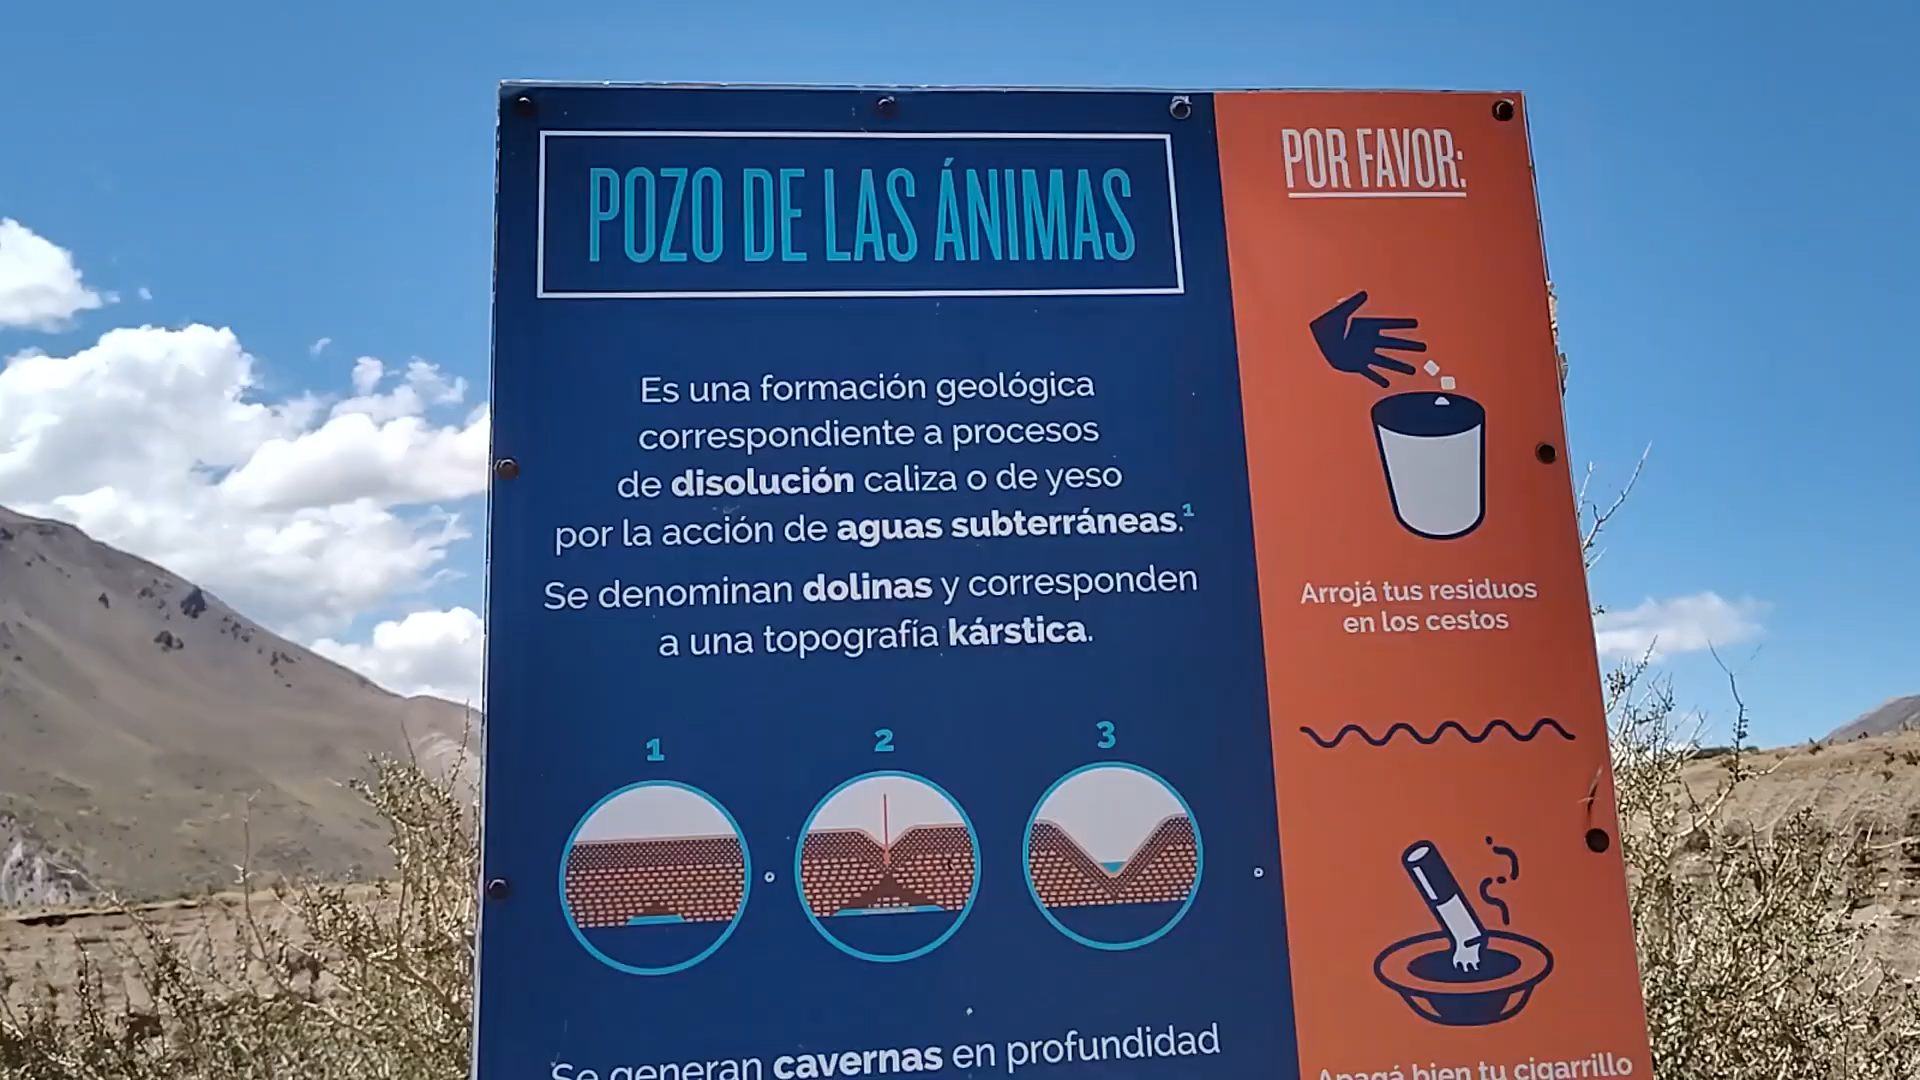 POZO DE LAS ÁNIMAS
Es una formación geológica
correspondiente a procesos
de disolución caliza o de yeso
por la acción de aguas subterráneas.¹
Se denominan dolinas y corresponden
a una topografía kárstica.
1 2 3
Se generan cavernas en profundidad
POR FAVOR:
Arrojá tus residuos
en los cestos
Apagá bien tu cigarrillo